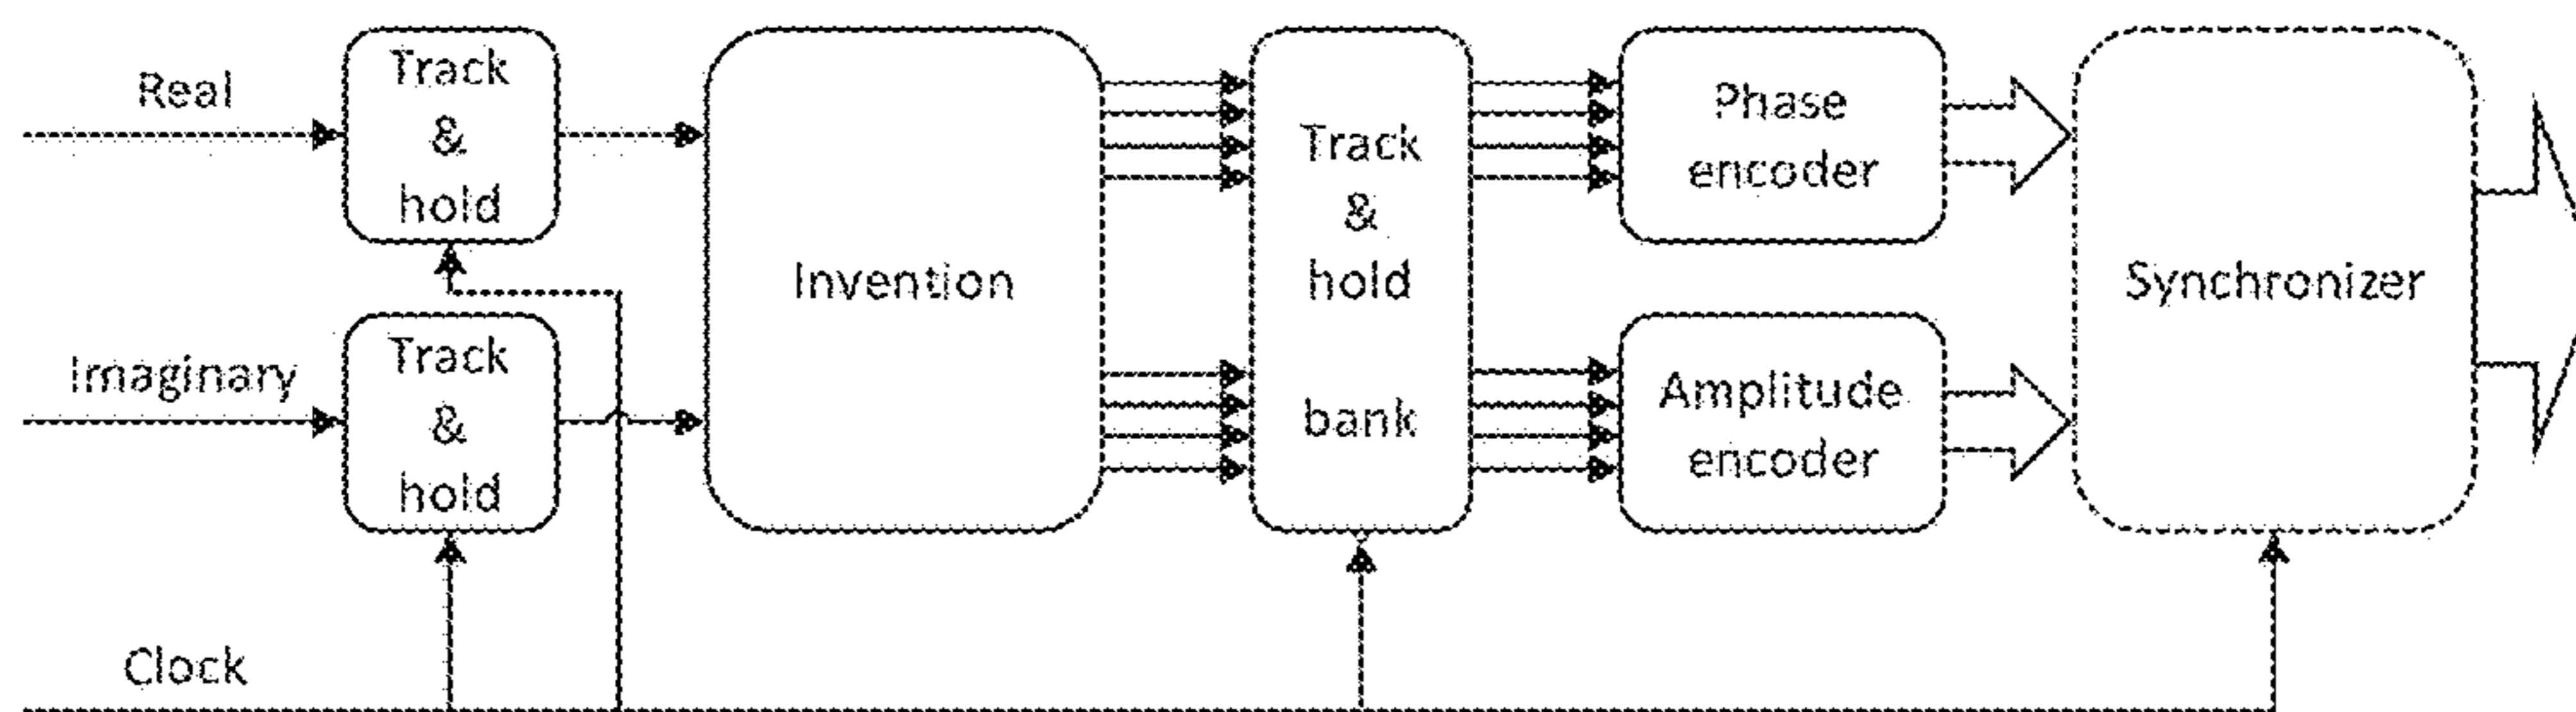 Real
Track
&
hold
Imaginary
Track
&
hold
Clock
Invention
Track
&
hold
bank
Phase
encoder
Amplitude
encoder
Synchronizer